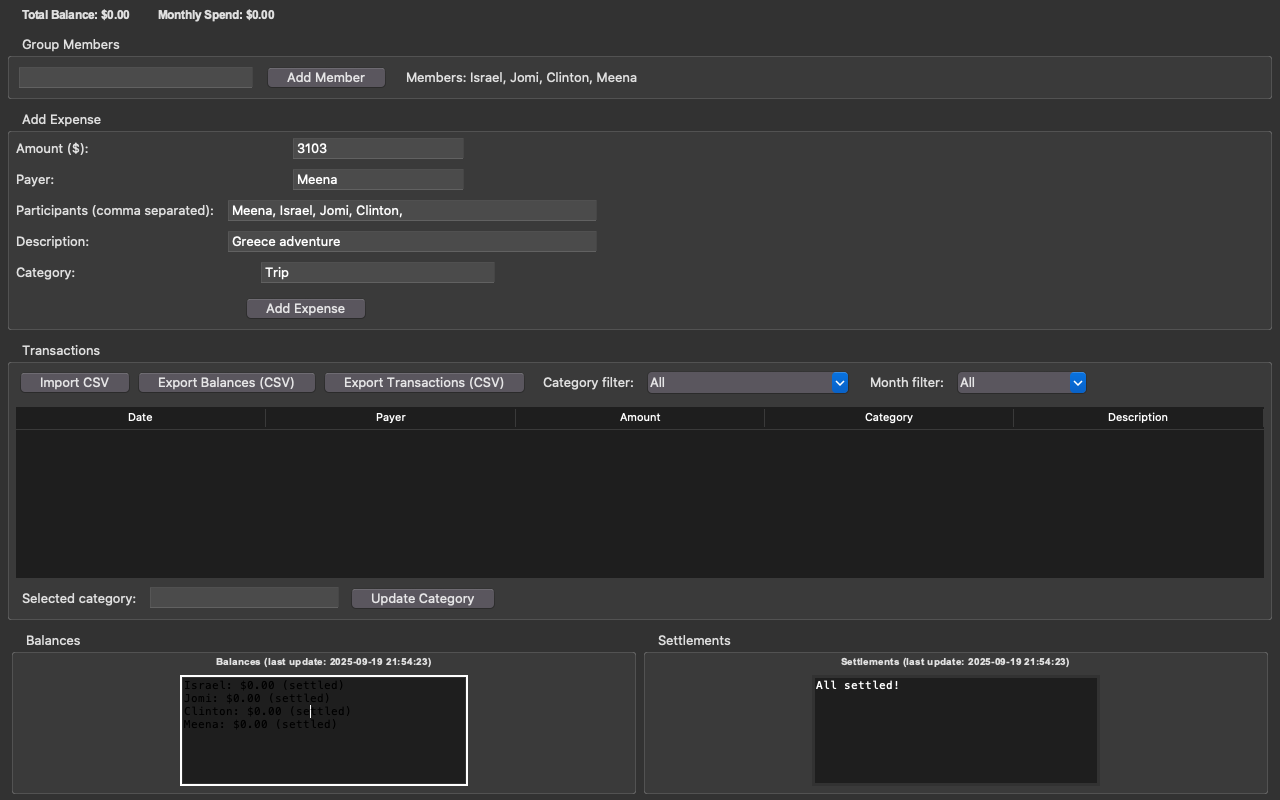 Total Balance: $0.00 Monthly Spend: $0.00
Group Members
Add Member Members: Israel, Jomi, Clinton, Meena
Add Expense
Amount ($): 3103
Payer: Meena
Participants (comma separated): Meena, Israel, Jomi, Clinton,
Description: Greece adventure
Category: Trip
Add Expense
Transactions
Import CSV Export Balances (CSV) Export Transactions (CSV) Category filter: All Month filter: All
Date Payer Amount Category Description
Selected category: Update Category
Balances Settlements
Balances (last update: 2025-09-19 21:54:23) Settlements (last update: 2025-09-19 21:54:23)
Israel: $0.00 (settled) All settled!
Jomi: $0.00 (settled)
Clinton: $0.00 (settled)
Meena: $0.00 (settled)